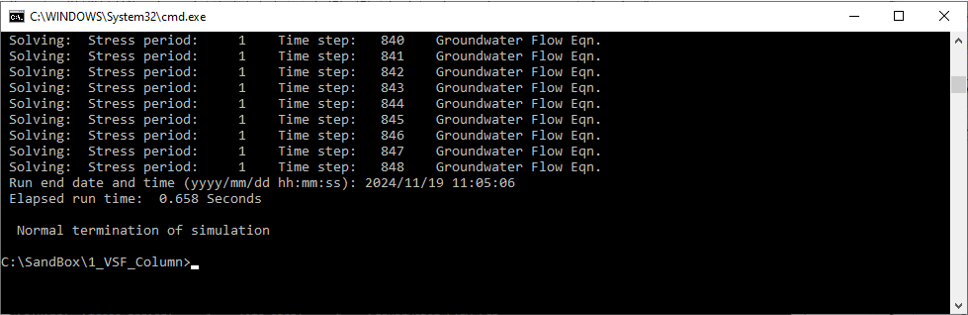 C:\WINDOWS\System32\cmd.exe
Solving:  Stress period:     1    Time step:   840    Groundwater Flow Eqn.
Solving:  Stress period:     1    Time step:   841    Groundwater Flow Eqn.
Solving:  Stress period:     1    Time step:   842    Groundwater Flow Eqn.
Solving:  Stress period:     1    Time step:   843    Groundwater Flow Eqn.
Solving:  Stress period:     1    Time step:   844    Groundwater Flow Eqn.
Solving:  Stress period:     1    Time step:   845    Groundwater Flow Eqn.
Solving:  Stress period:     1    Time step:   846    Groundwater Flow Eqn.
Solving:  Stress period:     1    Time step:   847    Groundwater Flow Eqn.
Solving:  Stress period:     1    Time step:   848    Groundwater Flow Eqn.
Run end date and time (yyyy/mm/dd hh:mm:ss): 2024/11/19 11:05:06
Elapsed run time:  0.658 Seconds
Normal termination of simulation
C:\SandBox\1_VSF_Column>